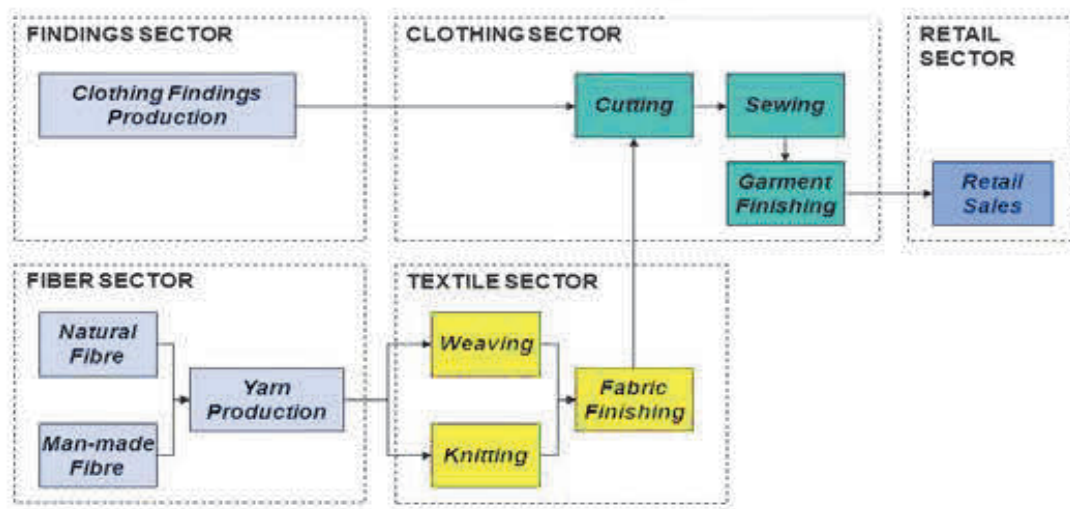 FINDINGS SECTOR
Clothing Findings
Production
CLOTHING SECTOR
Cutting
Sewing
Garment
Finishing
RETAIL
SECTOR
Retail
Sales
FIBER SECTOR
Natural
Fibre
Man-made
Fibre
Yarn
Production
TEXTILE SECTOR
Weaving
Knitting
Fabric
Finishing